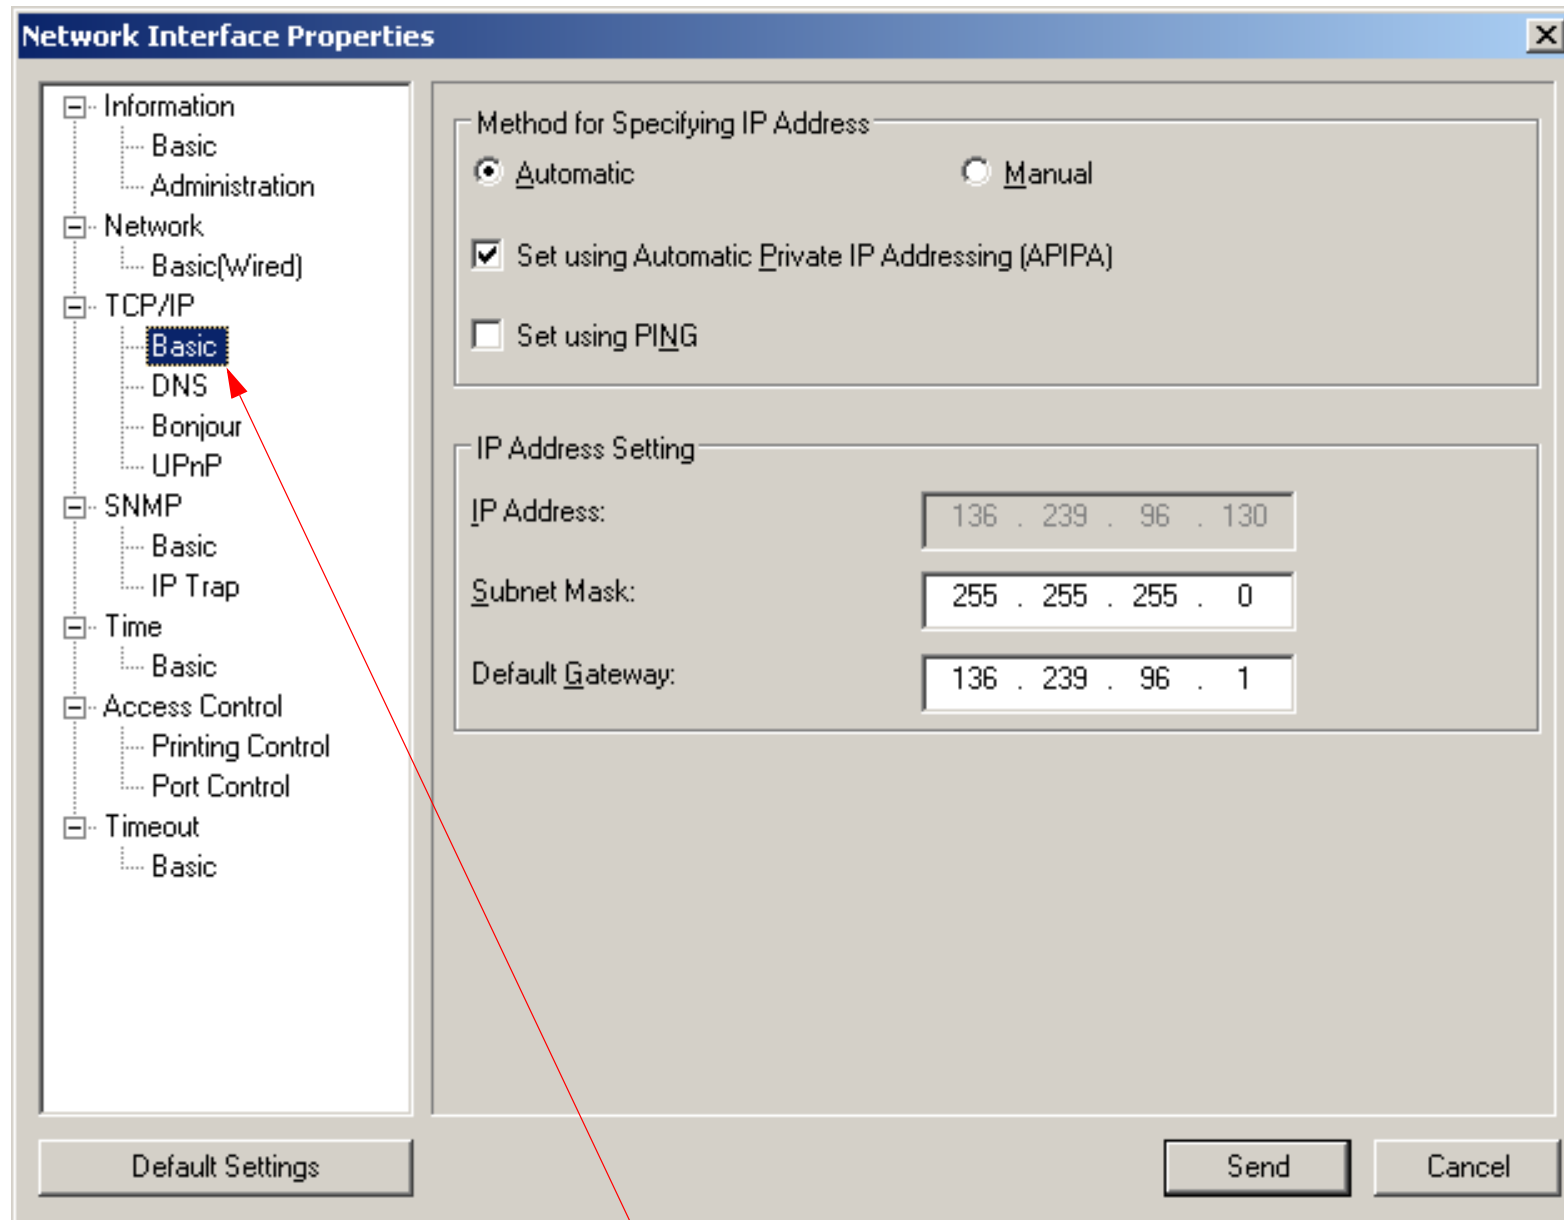 Network Interface Properties
Information
Basic
Administration
Network
Basic(Wired)
TCP/IP
Basic
DNS
Bonjour
UPnP
SNMP
Basic
IP Trap
Time
Basic
Access Control
Printing Control
Port Control
Timeout
Basic
Method for Specifying IP Address
Automatic Manual
Set using Automatic Private IP Addressing (APIPA)
Set using PING
IP Address Setting
IP Address: 136 . 239 . 96 . 130
Subnet Mask: 255 . 255 . 255 . 0
Default Gateway: 136 . 239 . 96 . 1
Default Settings Send Cancel